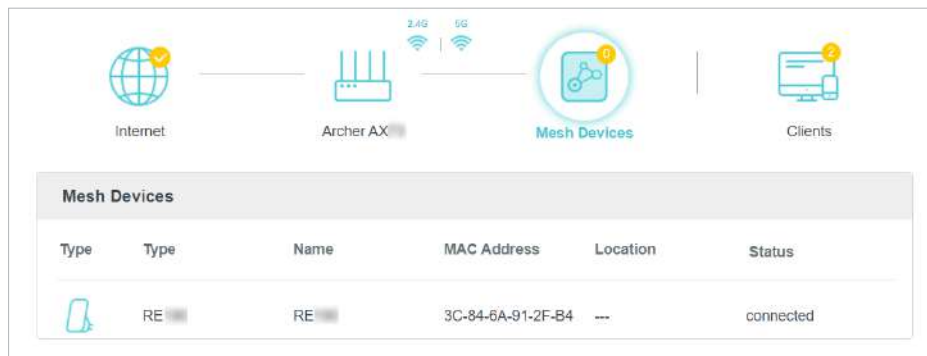 2.4G 5G
0
2
Internet
Archer AX
Mesh Devices
Clients
Mesh Devices
Type Type Name MAC Address Location Status
RE RE 3C-84-6A-91-2F-B4 --- connected